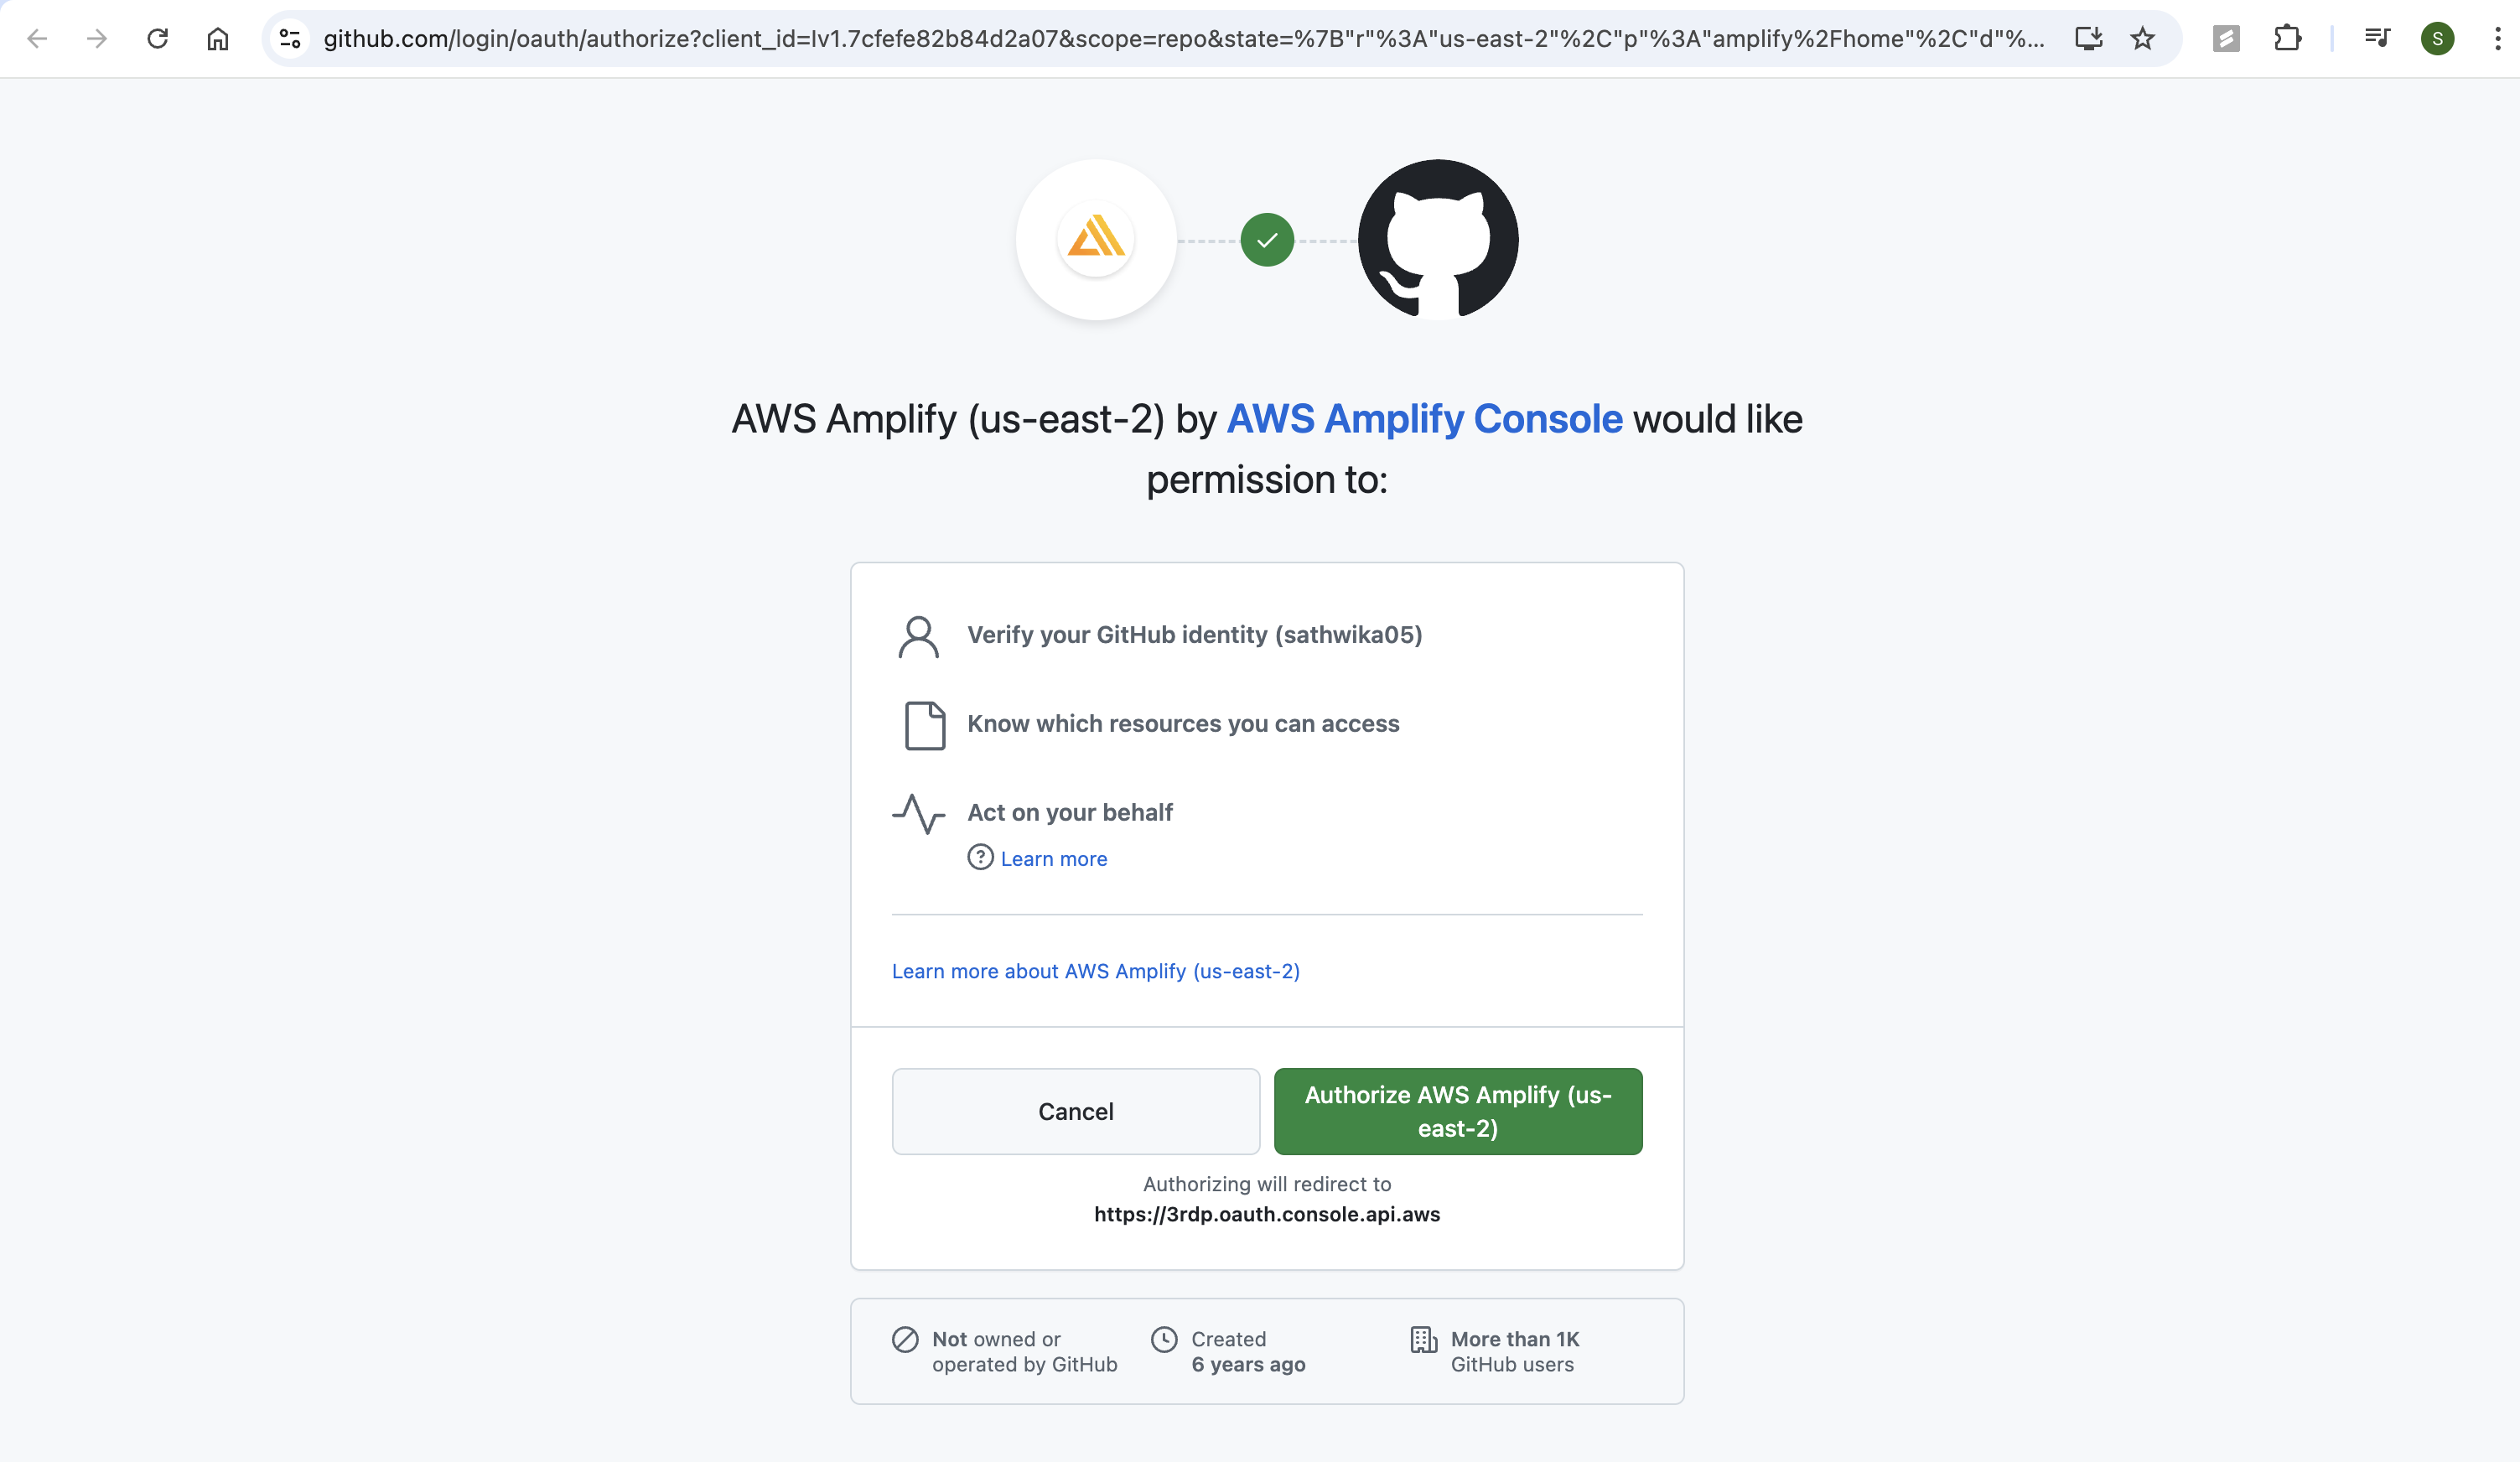 github.com/login/oauth/authorize?client_id=Iv1.7cfefe82b84d2a07&scope=repo&state=%7B"r"%3A"us-east-2"%2C"p"%3A"amplify%2Fhome"%2C"d"%...
S
AWS Amplify (us-east-2) by AWS Amplify Console would like
permission to:
Verify your GitHub identity (sathwika05)
Know which resources you can access
Act on your behalf
Learn more
Learn more about AWS Amplify (us-east-2)
Cancel
Authorize AWS Amplify (us-
east-2)
Authorizing will redirect to
https://3rdp.oauth.console.api.aws
Not owned or
operated by GitHub
Created
6 years ago
More than 1K
GitHub users